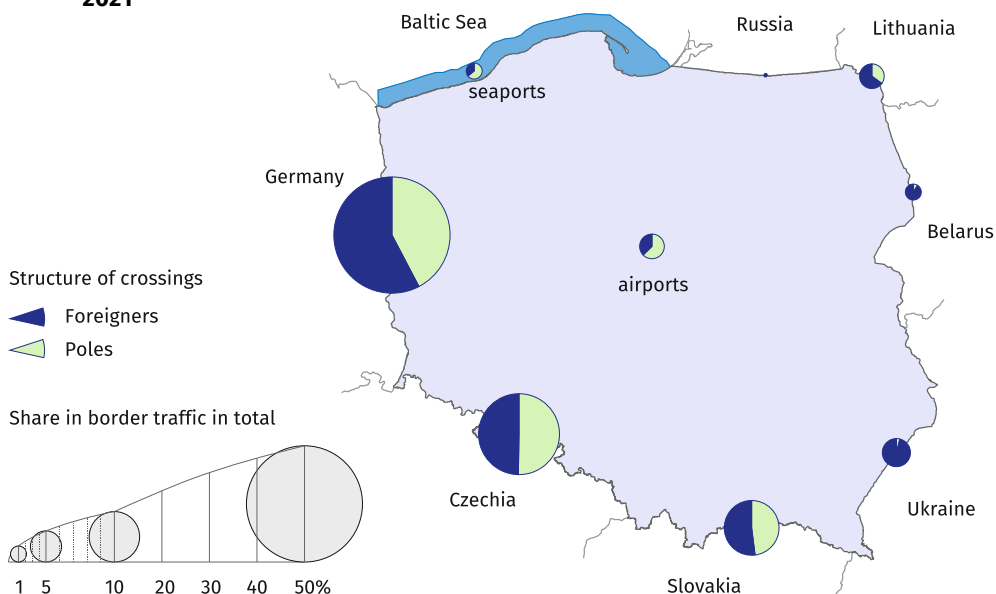 2021
Baltic Sea
Russia
Lithuania
seaports
Germany
Belarus
airports
Structure of crossings
Foreigners
Poles
Share in border traffic in total
Czechia
Ukraine
Slovakia
1 5 10 20 30 40 50%